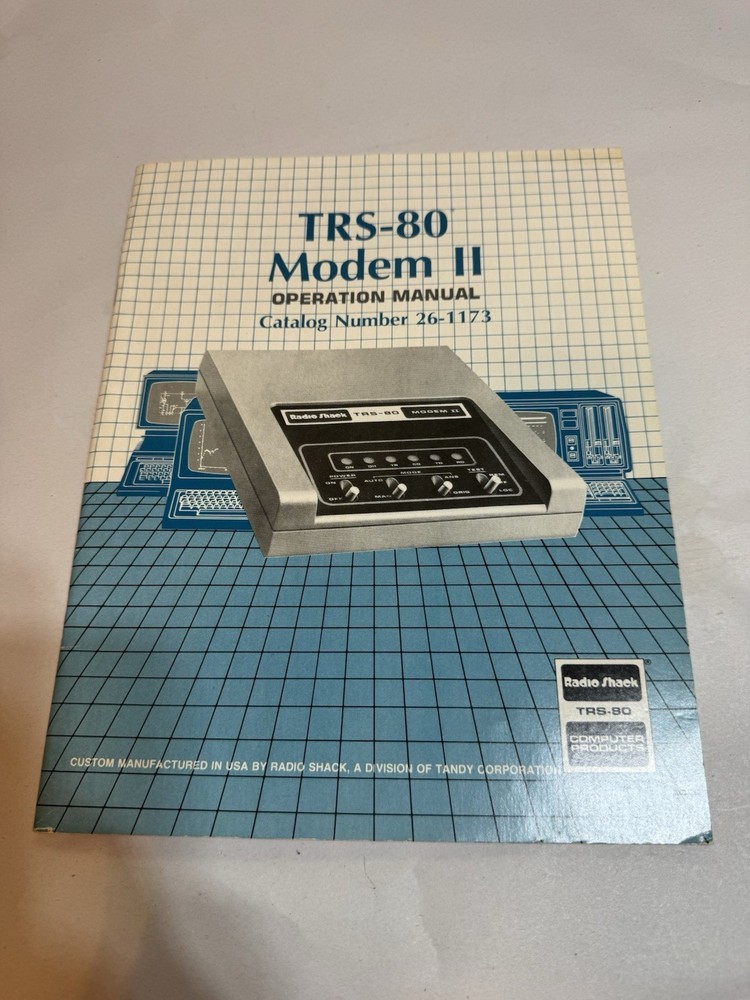 TRS-80
Modem II
OPERATION MANUAL
Catalog Number 26-1173
Radio Shack TRS-80 MODEM II
POWER MODE TEST
ON AUTO ANS
OFF MAN ORIG LOC
Radio Shack®
TRS-80
COMPUTER
PRODUCTS
CUSTOM MANUFACTURED IN USA BY RADIO SHACK, A DIVISION OF TANDY CORPORATION